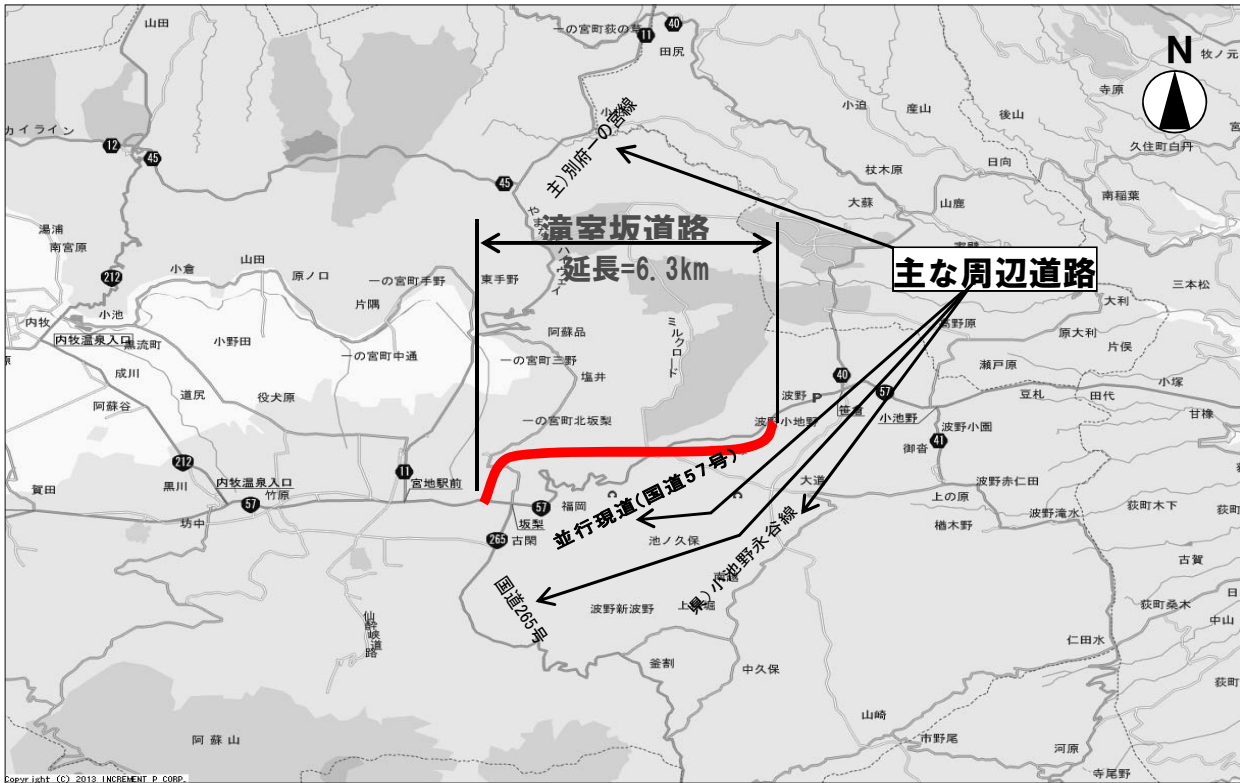 山田
一の宮町荻の草
40
11
田尻
N
牧ノ元
寺原
小迫
産山
後山
カイライン
12
45
久住町白丹
日向
杖木原
南稲葉
45
主)別府一の宮線
大蘇
山鹿
湯浦
南宮原
滝室坂道路
延長=6.3km
主な周辺道路
山田
小倉
原ノ口
一の宮町手野
東手野
212
片隅
三本松
大利
内牧
小池
阿蘇品
ミルクロード
原大利
片俣
内牧温泉入口
黒流町
小野田
一の宮町中通
一の宮町三野
瀬戸原
成川
道尻
塩井
40
57
小塚
阿蘇谷
役犬原
波野
P
笹倉
小池野
豆札
田代
甘橡
一の宮町北坂梨
波野小地野
41
波野小園
御沓
212
内牧温泉入口
11
並行現道(国道57号)
大道
波野赤仁田
賀田
黒川
57
竹原
宮地駅前
57
福岡
上の原
坊中
坂梨
楢木野
波野滝水
荻町木下
265
古閑
池ノ久保
県)小池野永谷線
古賀
国道265号
波野新波野
荻町桑木
仙酔峡道路
中山
仁田水
釜割
中久保
荻町
山崎
阿蘇山
市野尾
河原
寺尾野
Copyright (C) 2013 INCREMENT P CORP.